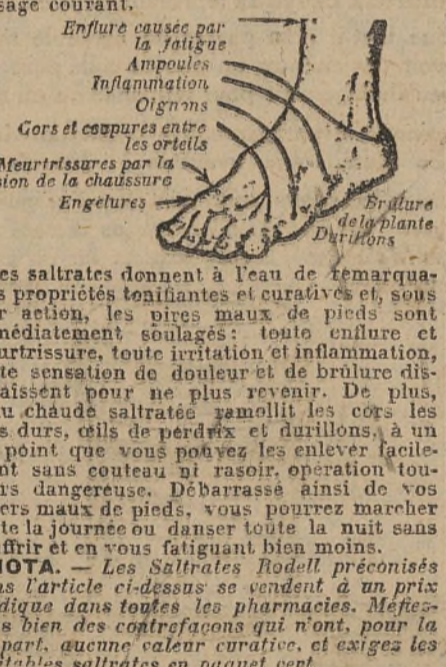 sage courant.
Enflure causée par
la fatigue
Ampoules
Inflammation
Oignons
Cors et coupures entre
les orteils
Meurtrissures par la
sion de la chaussure
Engelures
Brûlure
de la plante
Durillons
es saltrates donnent à l'eau de remarqua-
s propriétés tonifiantes et curatives et, sous
r action, les pires maux de pieds sont
médiatement soulagés: toute enflure et
urtrissure, toute irritation et inflammation,
te sensation de douleur et de brûlure dis-
aissent pour ne plus revenir. De plus,
u chaude saltratée ramollit les cors les
s durs, œils de perdrix et durillons, à un
point que vous pouvez les enlever facile-
nt sans couteau ni rasoir, opération tou-
rs dangereuse. Débarrassé ainsi de vos
ers maux de pieds, vous pourrez marcher
te la journée ou danser toute la nuit sans
ffrir et en vous fatiguant bien moins.
NOTA. — Les Saltrates Rodell préconisés
ns l'article ci-dessus se vendent à un prix
dique dans toutes les pharmacies. Méfiez-
s bien des contrefaçons qui n'ont, pour la
part, aucune valeur curative, et exigez les
itables saltrates en paquet vert.